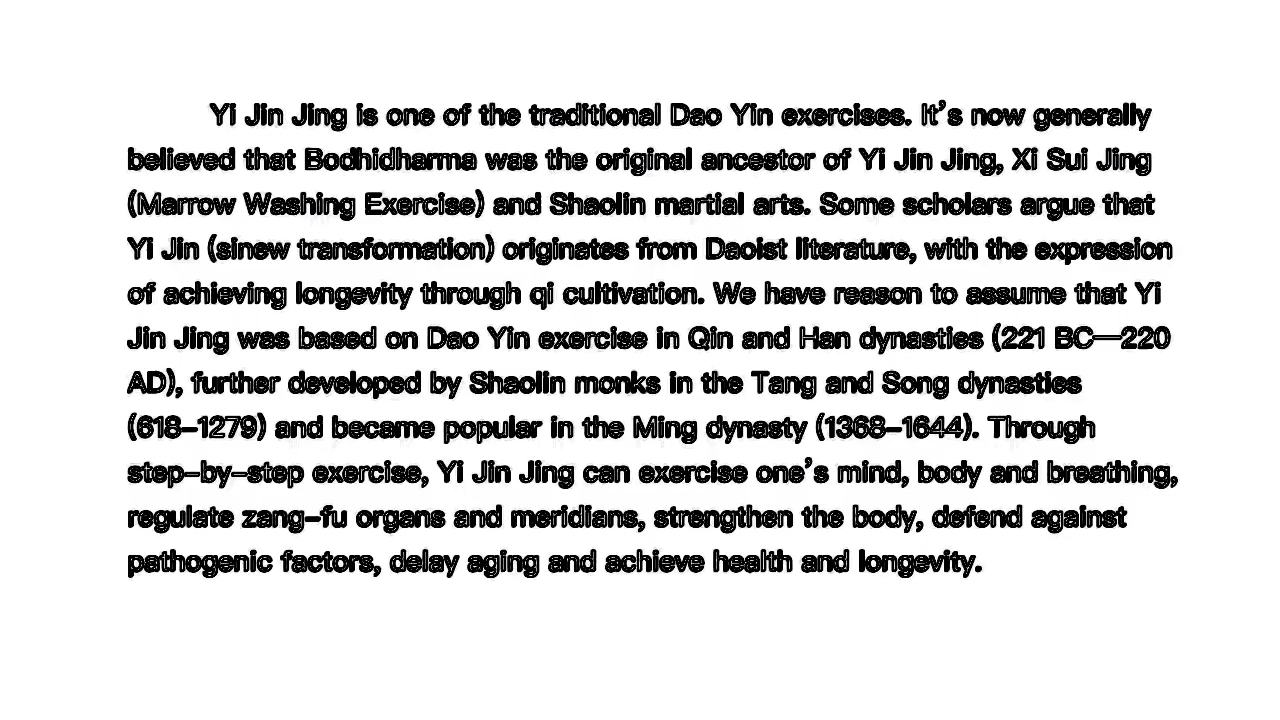 Yi Jin Jing is one of the traditional Dao Yin exercises. It’s now generally
believed that Bodhidharma was the original ancestor of Yi Jin Jing, Xi Sui Jing
(Marrow Washing Exercise) and Shaolin martial arts. Some scholars argue that
Yi Jin (sinew transformation) originates from Daoist literature, with the expression
of achieving longevity through qi cultivation. We have reason to assume that Yi
Jin Jing was based on Dao Yin exercise in Qin and Han dynasties (221 BC—220
AD), further developed by Shaolin monks in the Tang and Song dynasties
(618–1279) and became popular in the Ming dynasty (1368–1644). Through
step–by–step exercise, Yi Jin Jing can exercise one’s mind, body and breathing,
regulate zang–fu organs and meridians, strengthen the body, defend against
pathogenic factors, delay aging and achieve health and longevity.